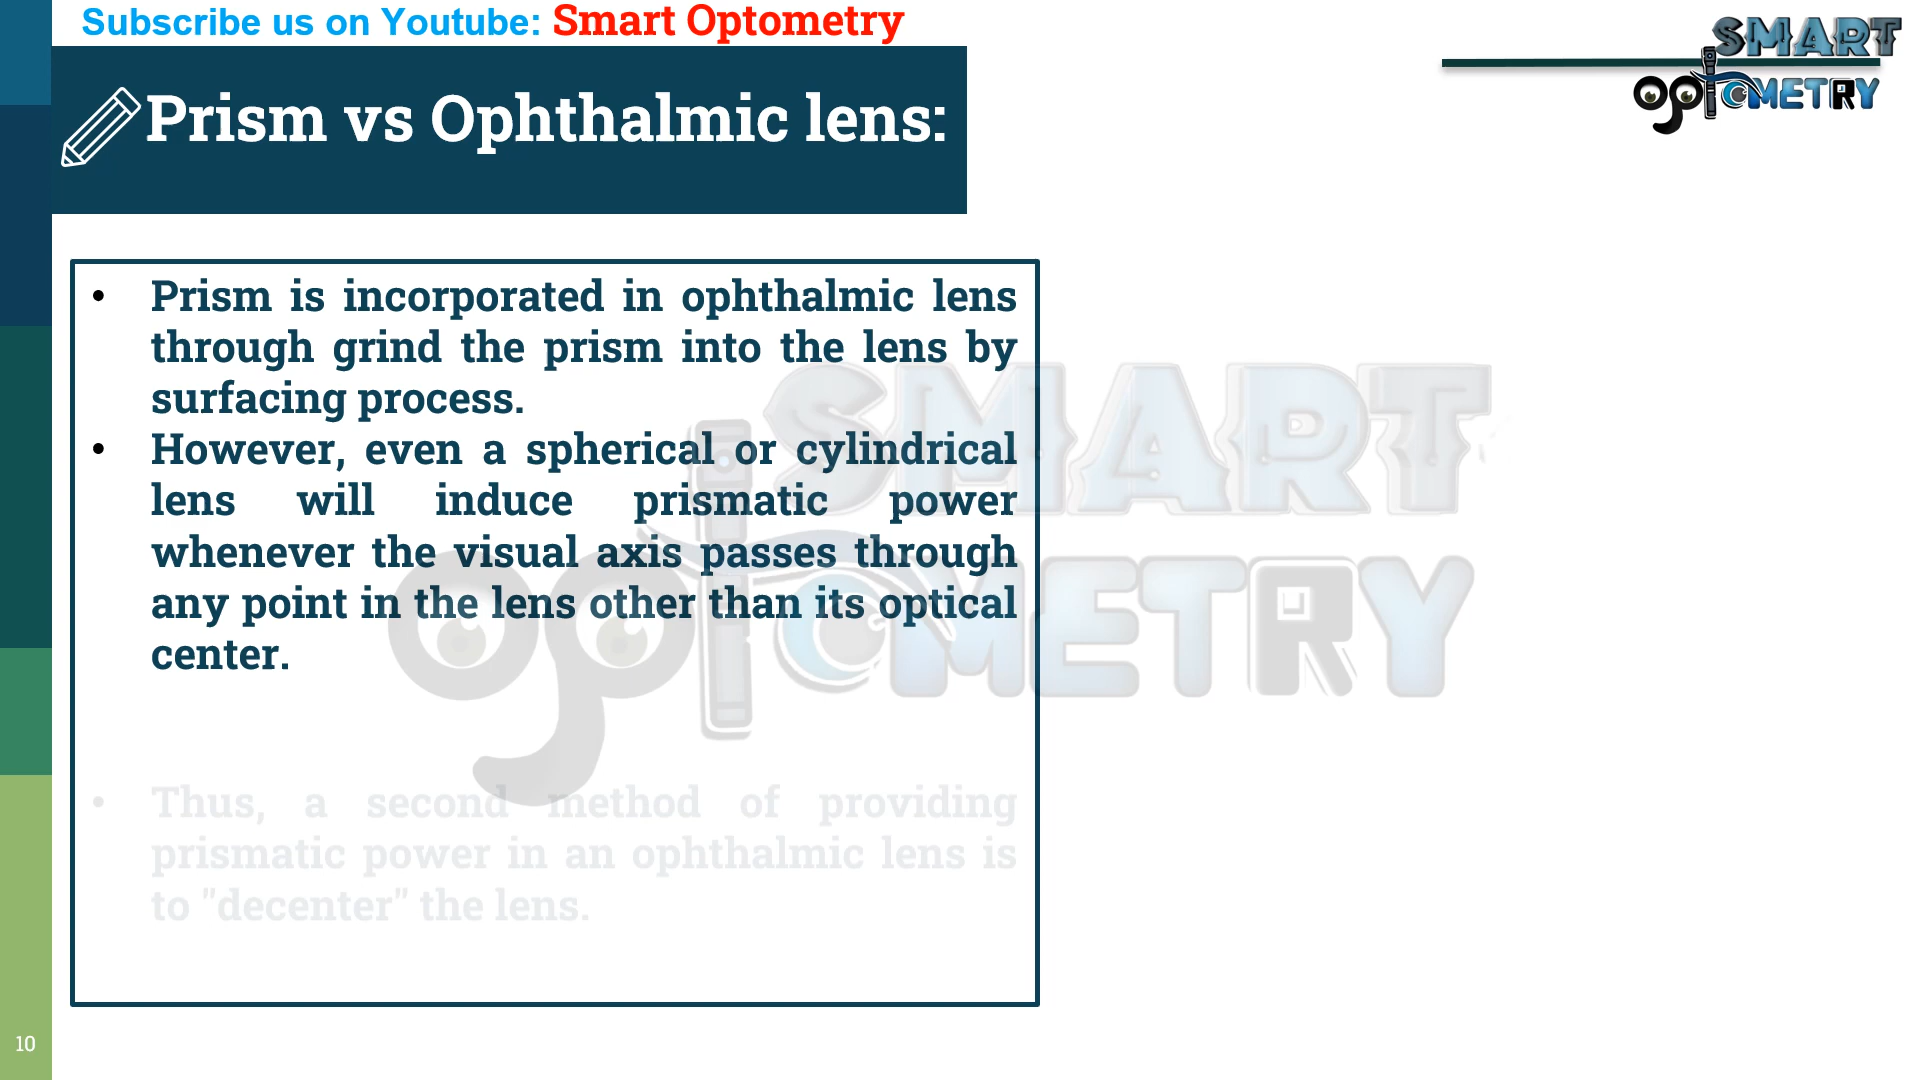 Subscribe us on Youtube: Smart Optometry
SMART
OptOMETRY
Prism vs Ophthalmic lens:
• Prism is incorporated in ophthalmic lens
through grind the prism into the lens by
surfacing process.
• However, even a spherical or cylindrical
lens will induce prismatic power
whenever the visual axis passes through
any point in the lens other than its optical
center.
• Thus, a second method of providing
prismatic power in an ophthalmic lens is
to "decenter" the lens.
SMART
OptOMETRY
10